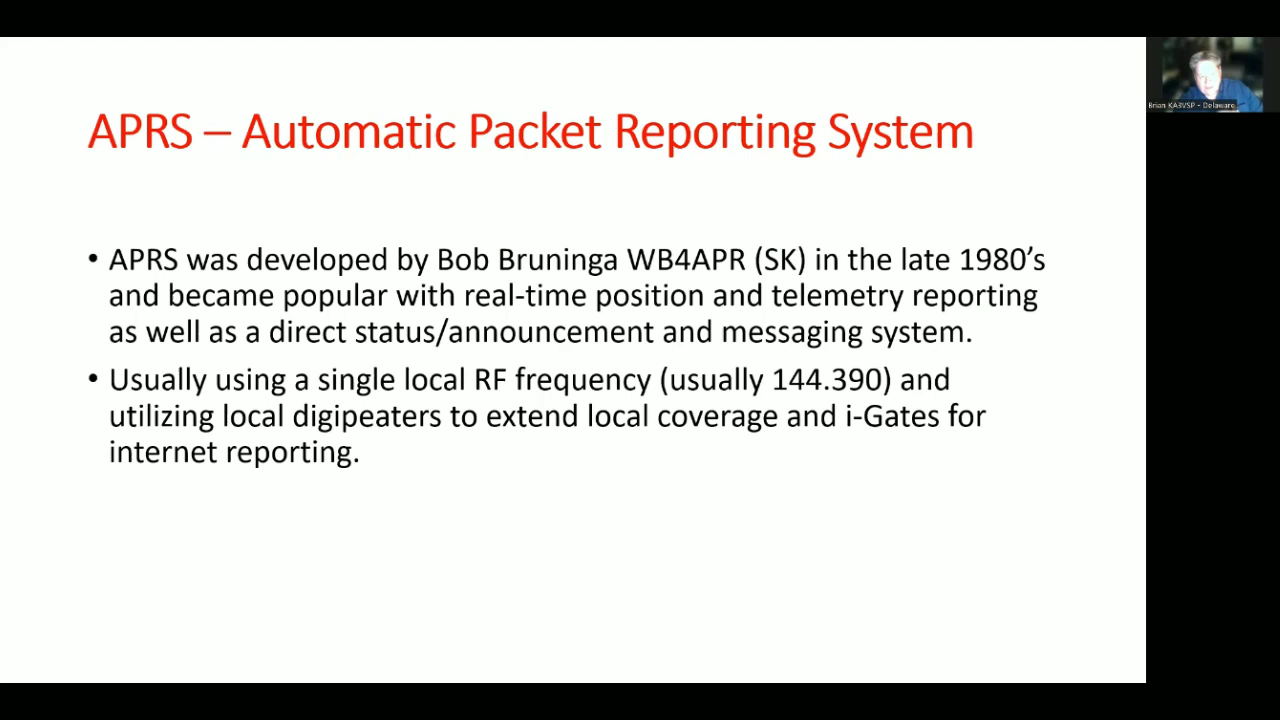 APRS – Automatic Packet Reporting System
• APRS was developed by Bob Bruninga WB4APR (SK) in the late 1980’s
and became popular with real-time position and telemetry reporting
as well as a direct status/announcement and messaging system.
• Usually using a single local RF frequency (usually 144.390) and
utilizing local digipeaters to extend local coverage and i-Gates for
internet reporting.
Brian KA3VSP - Delaware